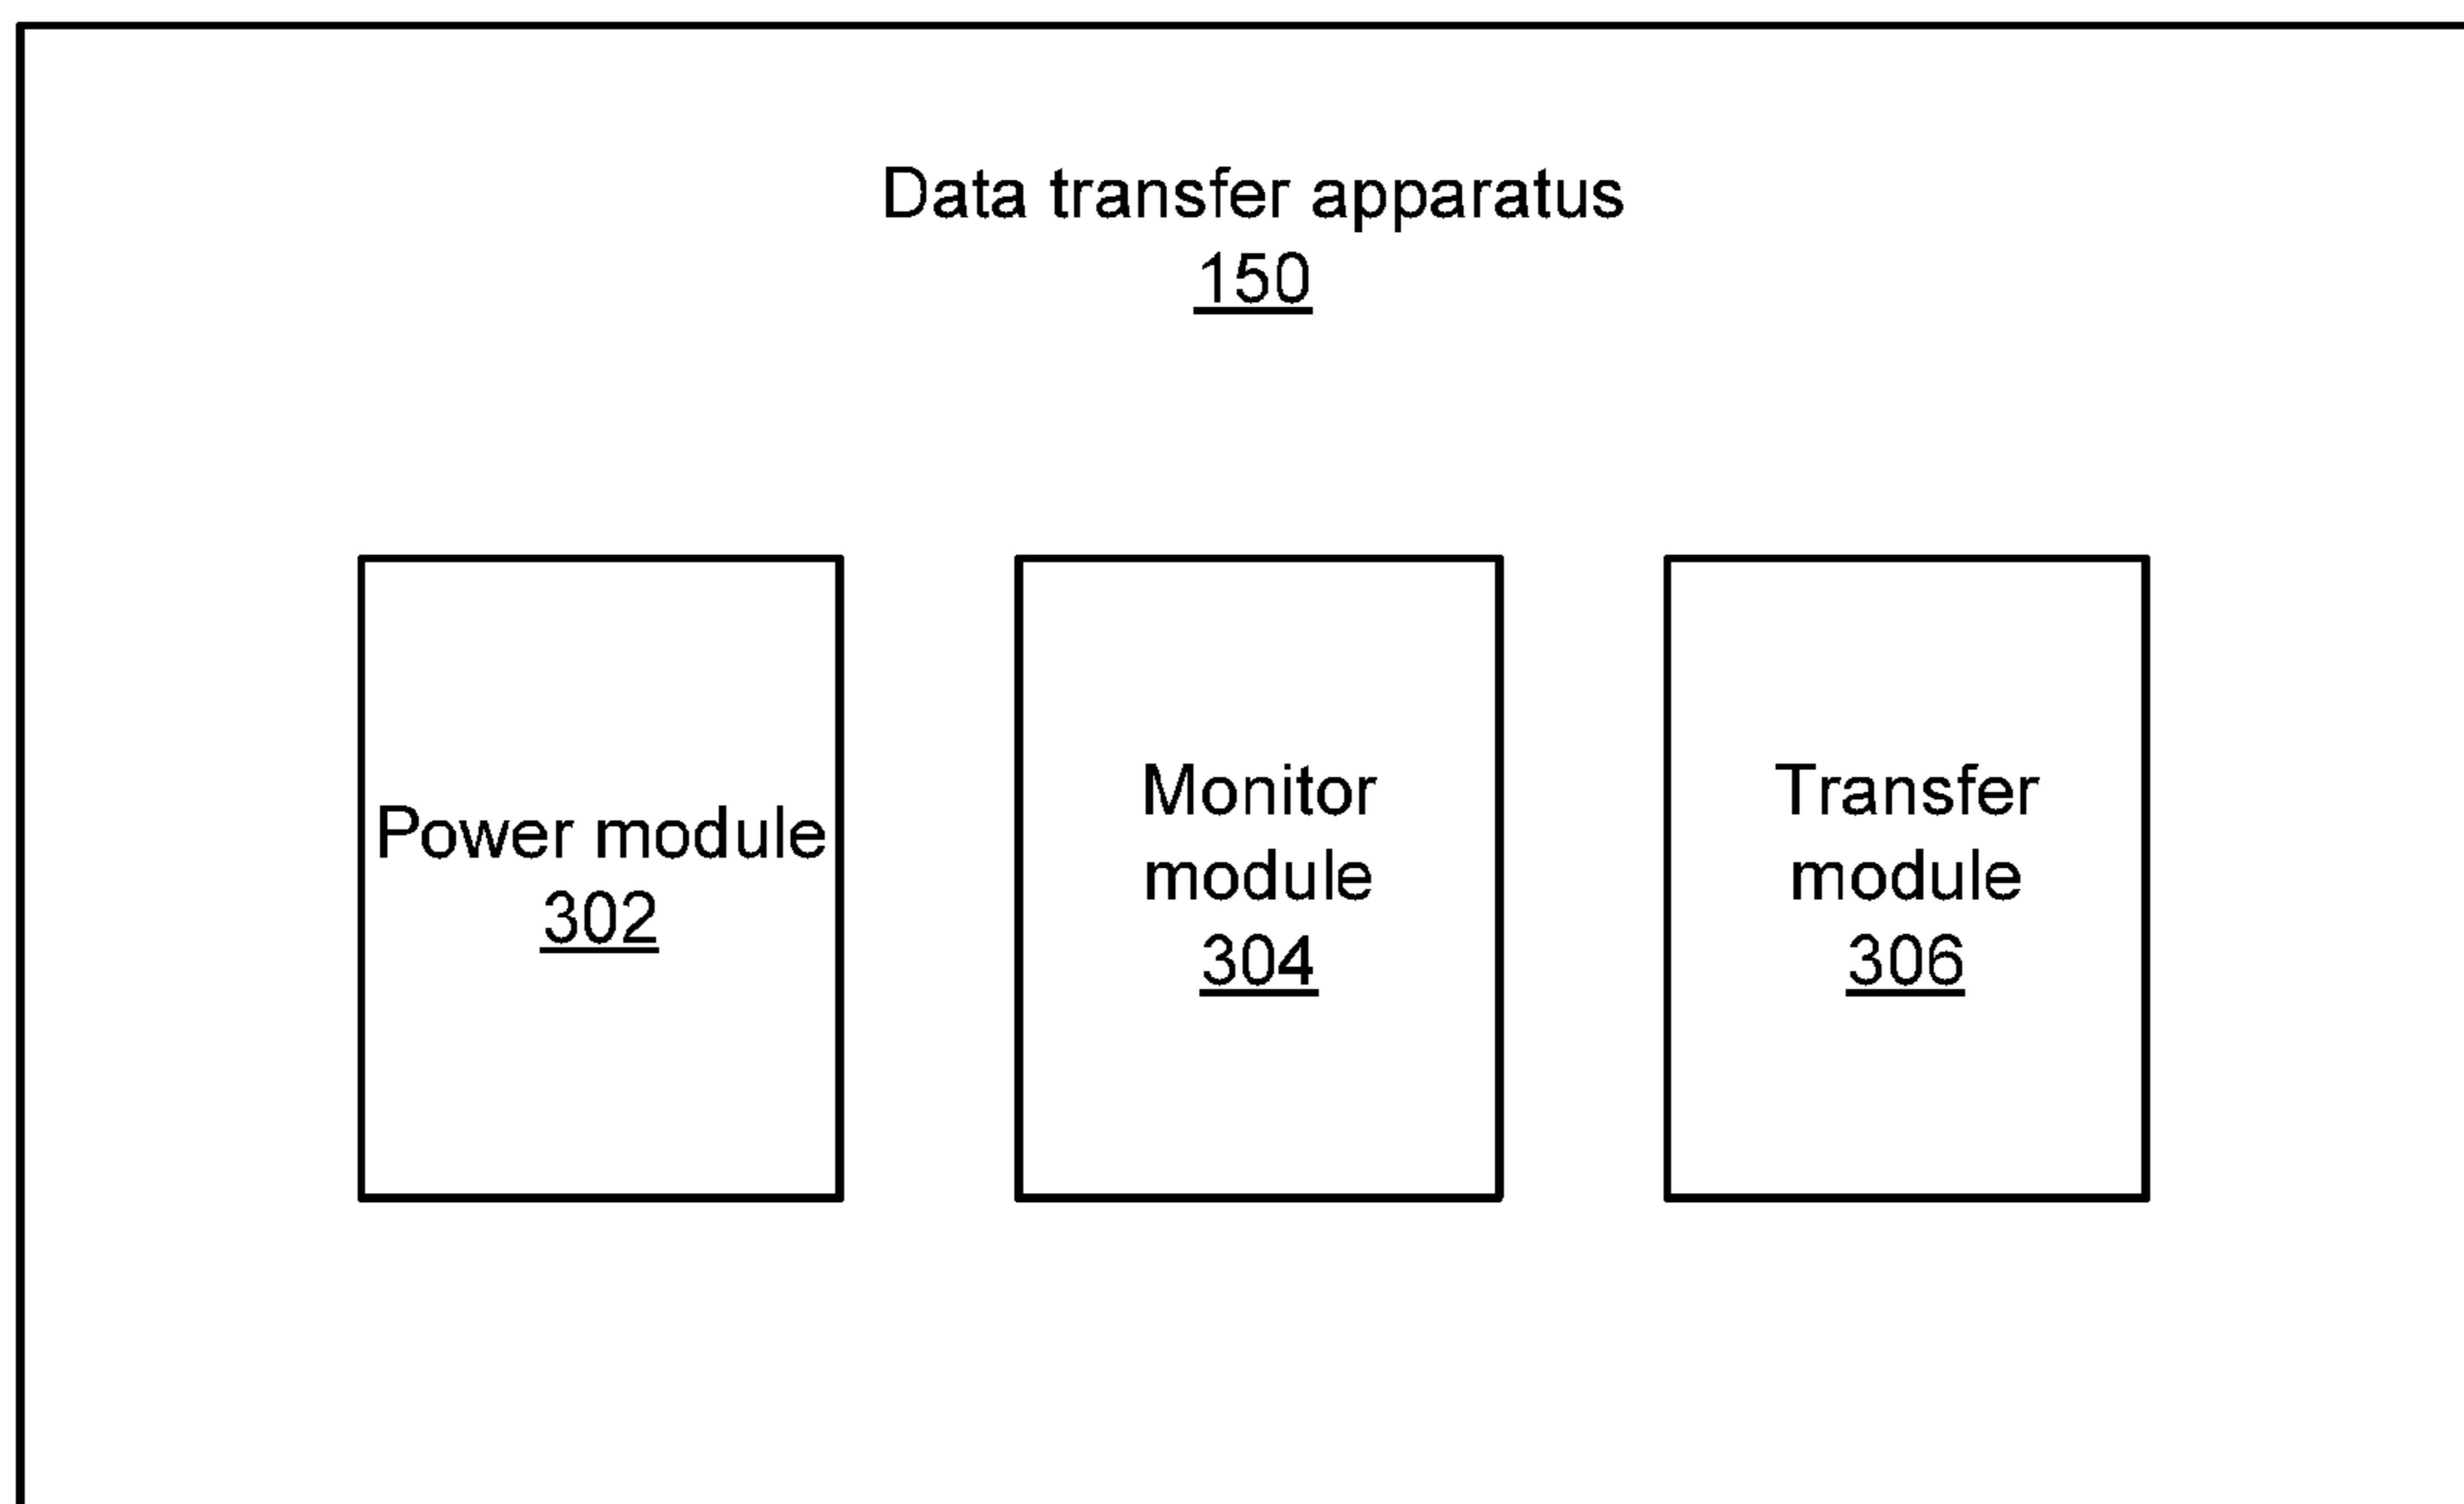 Data transfer apparatus
150
Power module
302
Monitor
module
304
Transfer
module
306